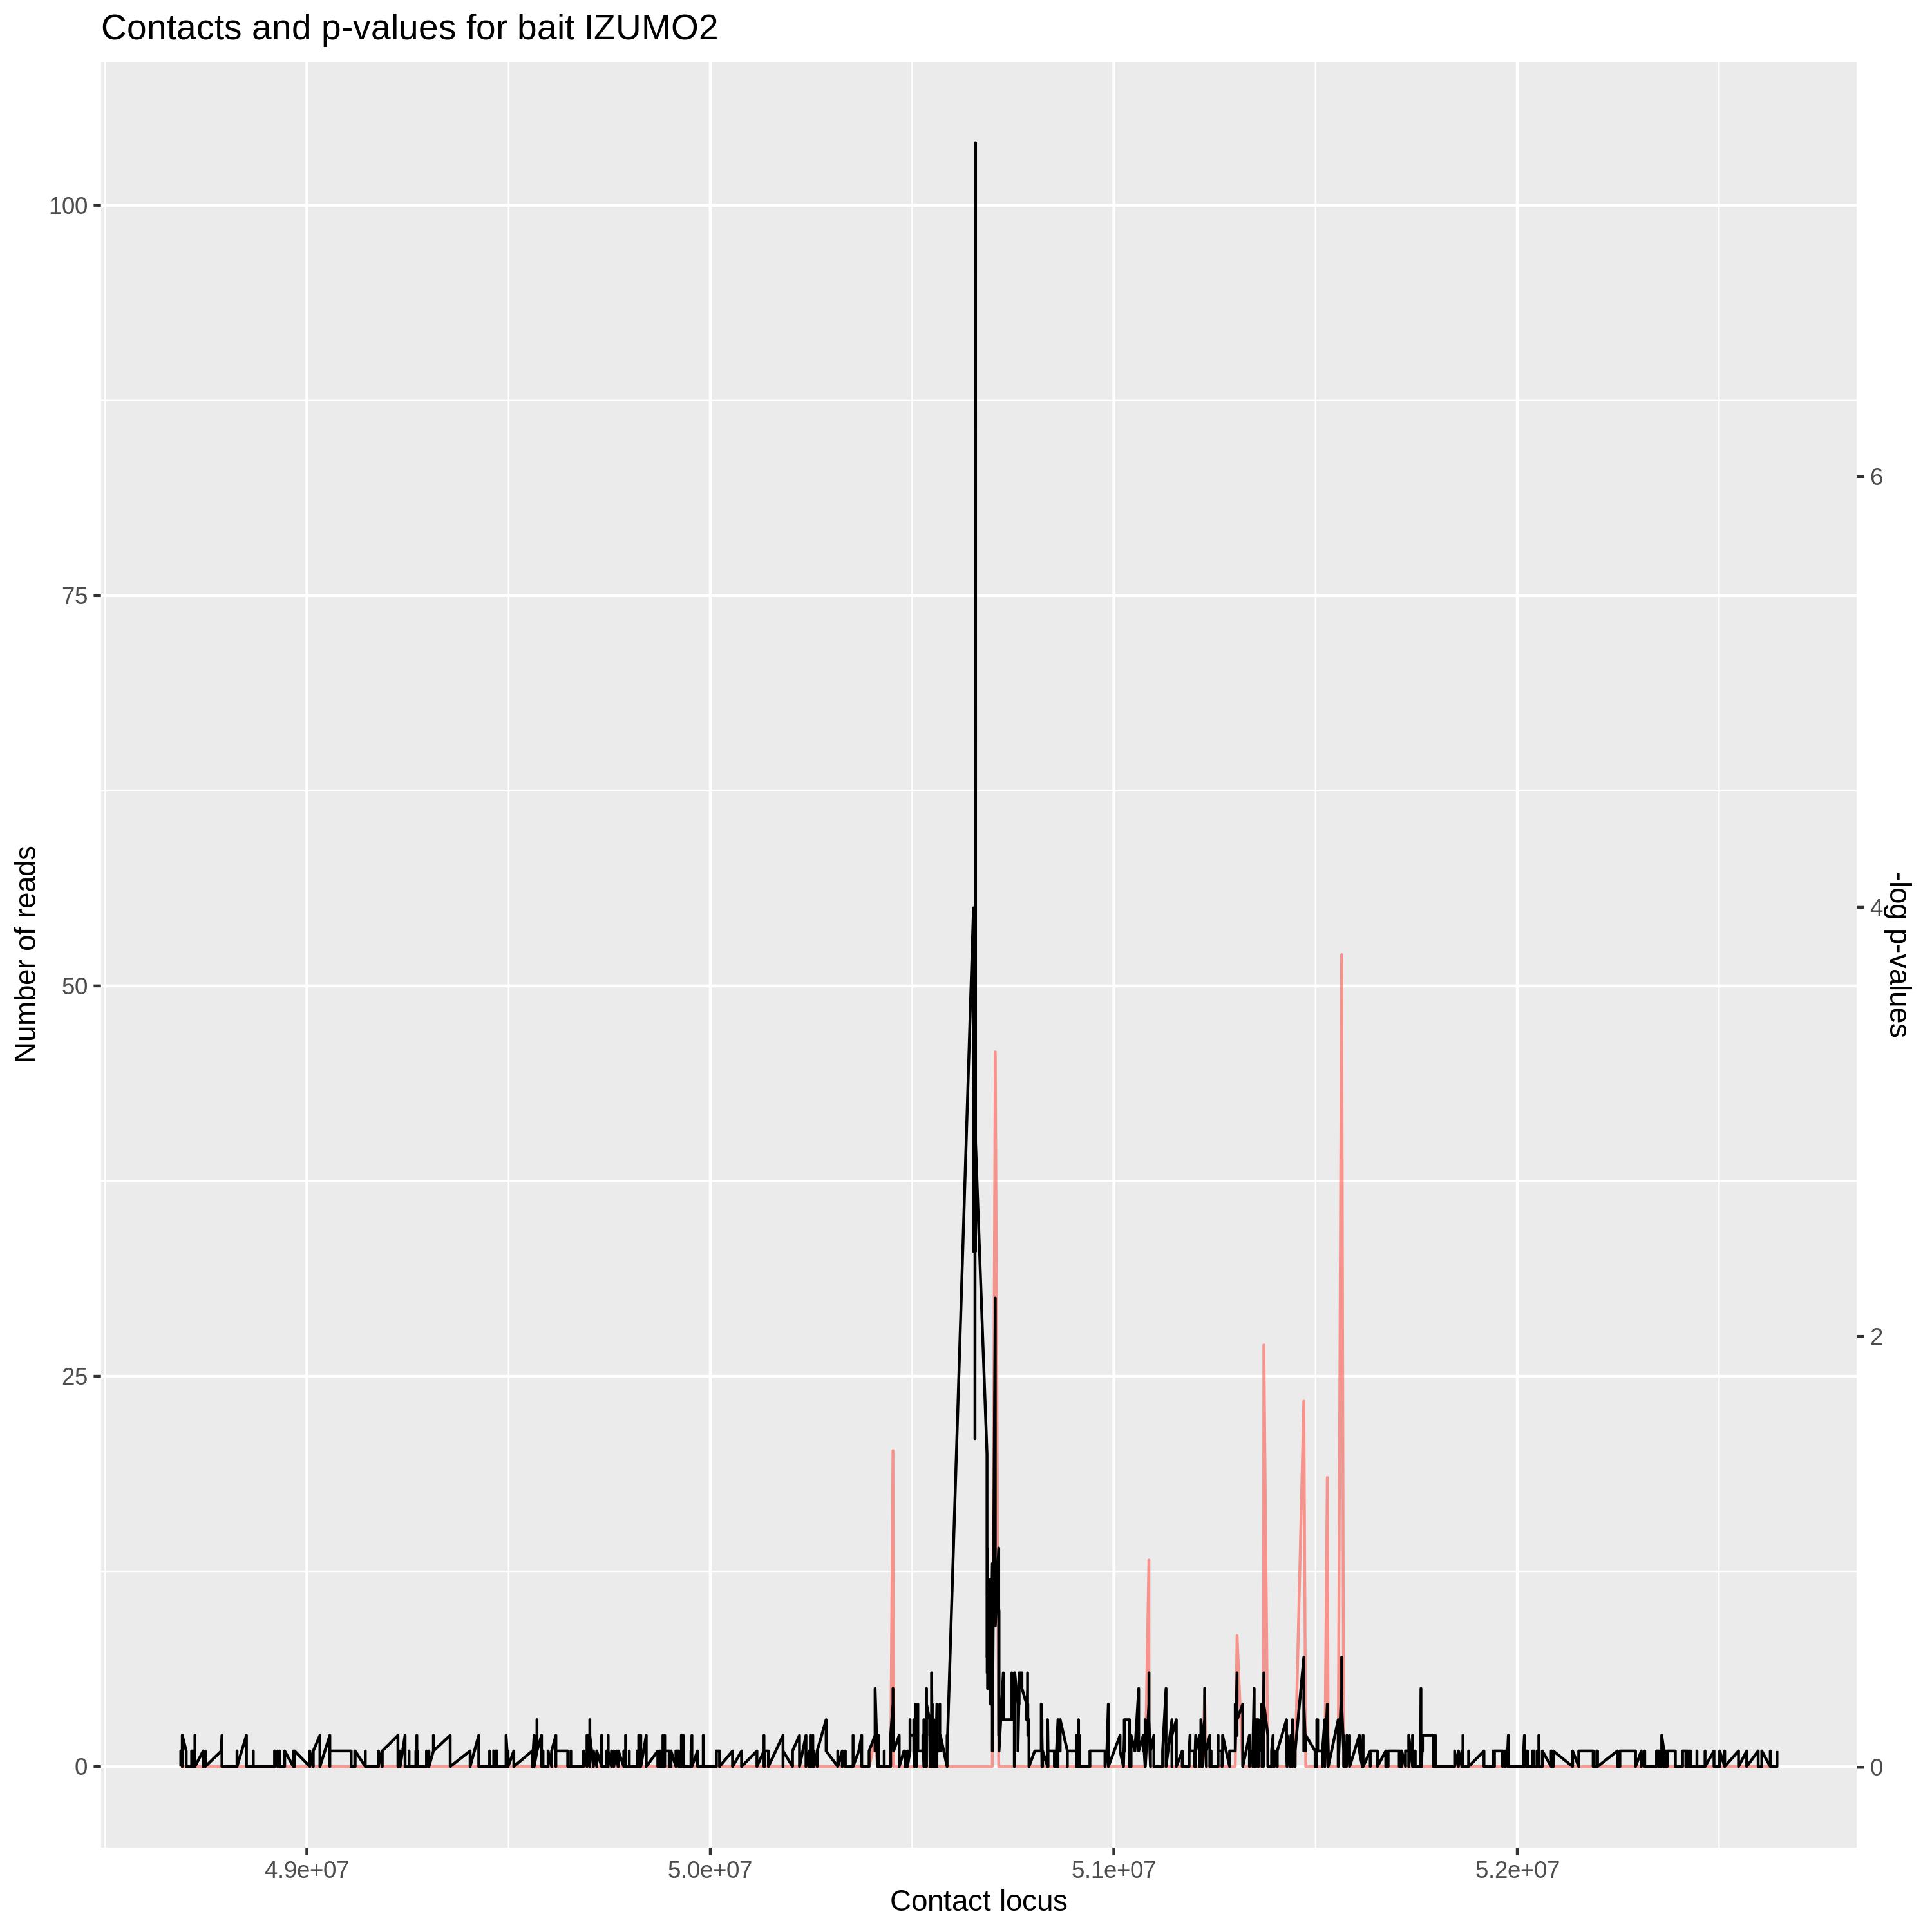 Contacts and p-values for bait IZUMO2
100
75
50
25
0
Number of reads
6
4
2
0
-log p-values
4.9e+07
5.0e+07
5.1e+07
5.2e+07
Contact locus